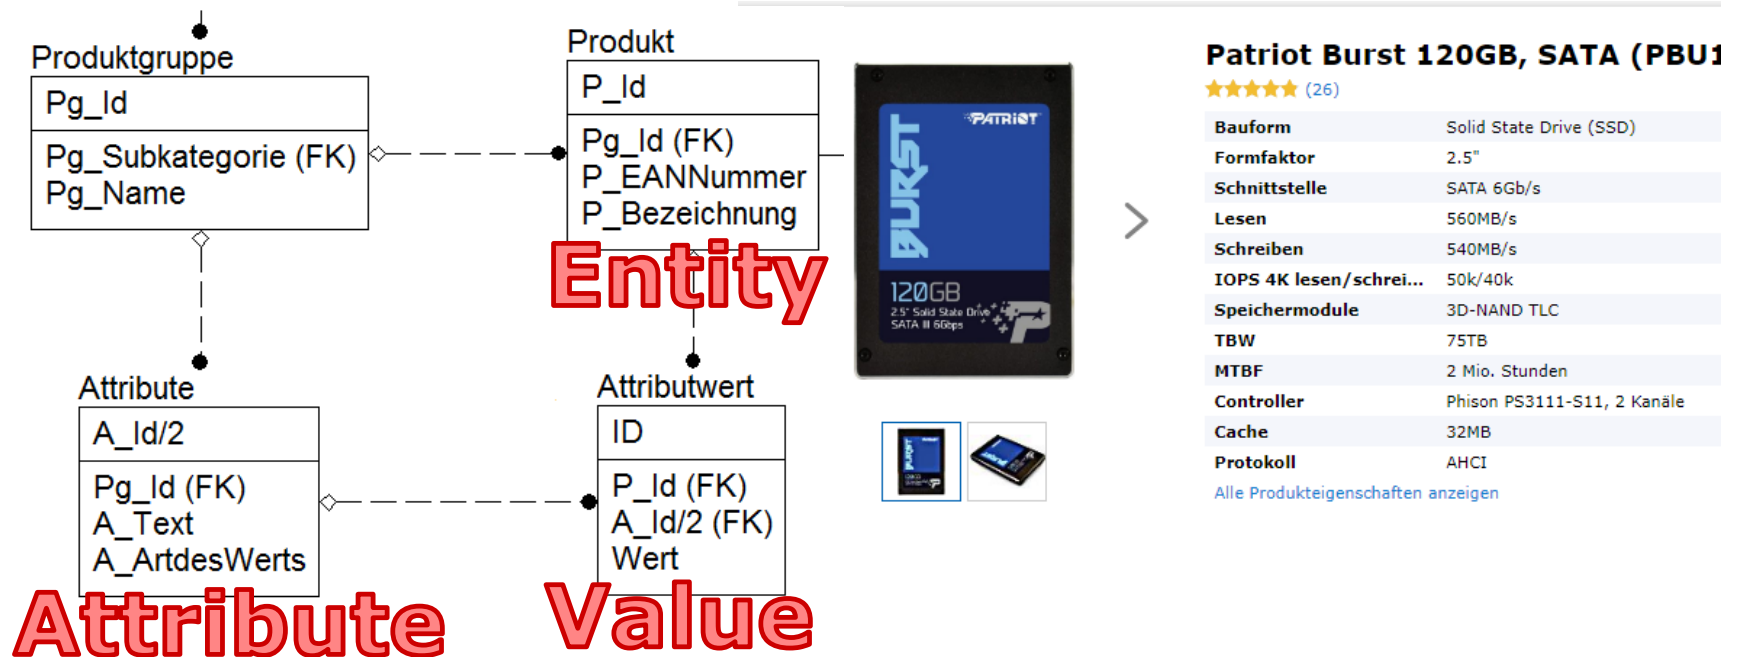 Produktgruppe
Pg_Id
Pg_Subkategorie (FK)
Pg_Name
Produkt
P_Id
Pg_Id (FK)
P_EANNummer
P_Bezeichnung
Entity
Attribute
A_Id/2
Pg_Id (FK)
A_Text
A_ArtdesWerts
Attribute
Attributwert
ID
P_Id (FK)
A_Id/2 (FK)
Wert
Value
PATRIOT
BURST
120GB
2.5" Solid State Drive
SATA III 6Gbps
Patriot Burst 120GB, SATA (PBU1
(26)
Bauform Solid State Drive (SSD)
Formfaktor 2.5"
Schnittstelle SATA 6Gb/s
Lesen 560MB/s
Schreiben 540MB/s
IOPS 4K lesen/schrei... 50k/40k
Speichermodule 3D-NAND TLC
TBW 75TB
MTBF 2 Mio. Stunden
Controller Phison PS3111-S11, 2 Kanäle
Cache 32MB
Protokoll AHCI
Alle Produkteigenschaften anzeigen